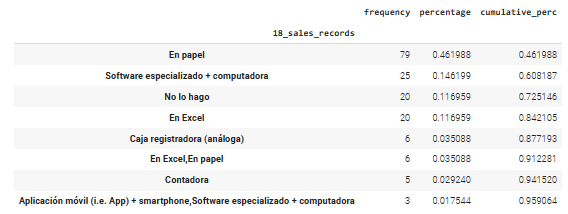 frequency percentage cumulative_perc
18_sales_records
En papel 79 0.461988 0.461988
Software especializado + computadora 25 0.146199 0.608187
No lo hago 20 0.116959 0.725146
En Excel 20 0.116959 0.842105
Caja registradora (análoga) 6 0.035088 0.877193
En Excel,En papel 6 0.035088 0.912281
Contadora 5 0.029240 0.941520
Aplicación móvil (i.e. App) + smartphone,Software especializado + computadora 3 0.017544 0.959064